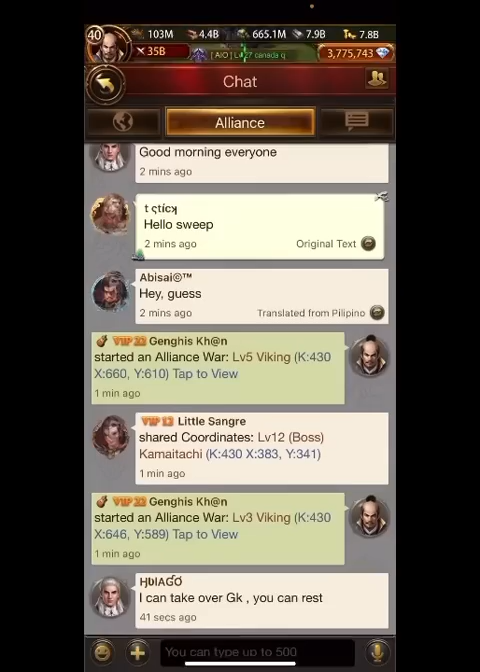 40
103M 4.4B 665.1M 7.9B 7.8B
35B
3,775,743
Chat
Alliance
Good morning everyone
2 mins ago
Hello sweep
2 mins ago Original Text
Abisai©™
Hey, guess
2 mins ago Translated from Pilipino
Genghis Kh@n
started an Alliance War: Lv5 Viking (K:430
X:660, Y:610) Tap to View
1 min ago
VIP 13 Little Sangre
shared Coordinates: Lv12 (Boss)
Kamaitachi (K:430 X:383, Y:341)
1 min ago
Genghis Kh@n
started an Alliance War: Lv3 Viking (K:430
X:646, Y:589) Tap to View
1 min ago
I can take over Gk , you can rest
41 secs ago
You can type up to 500